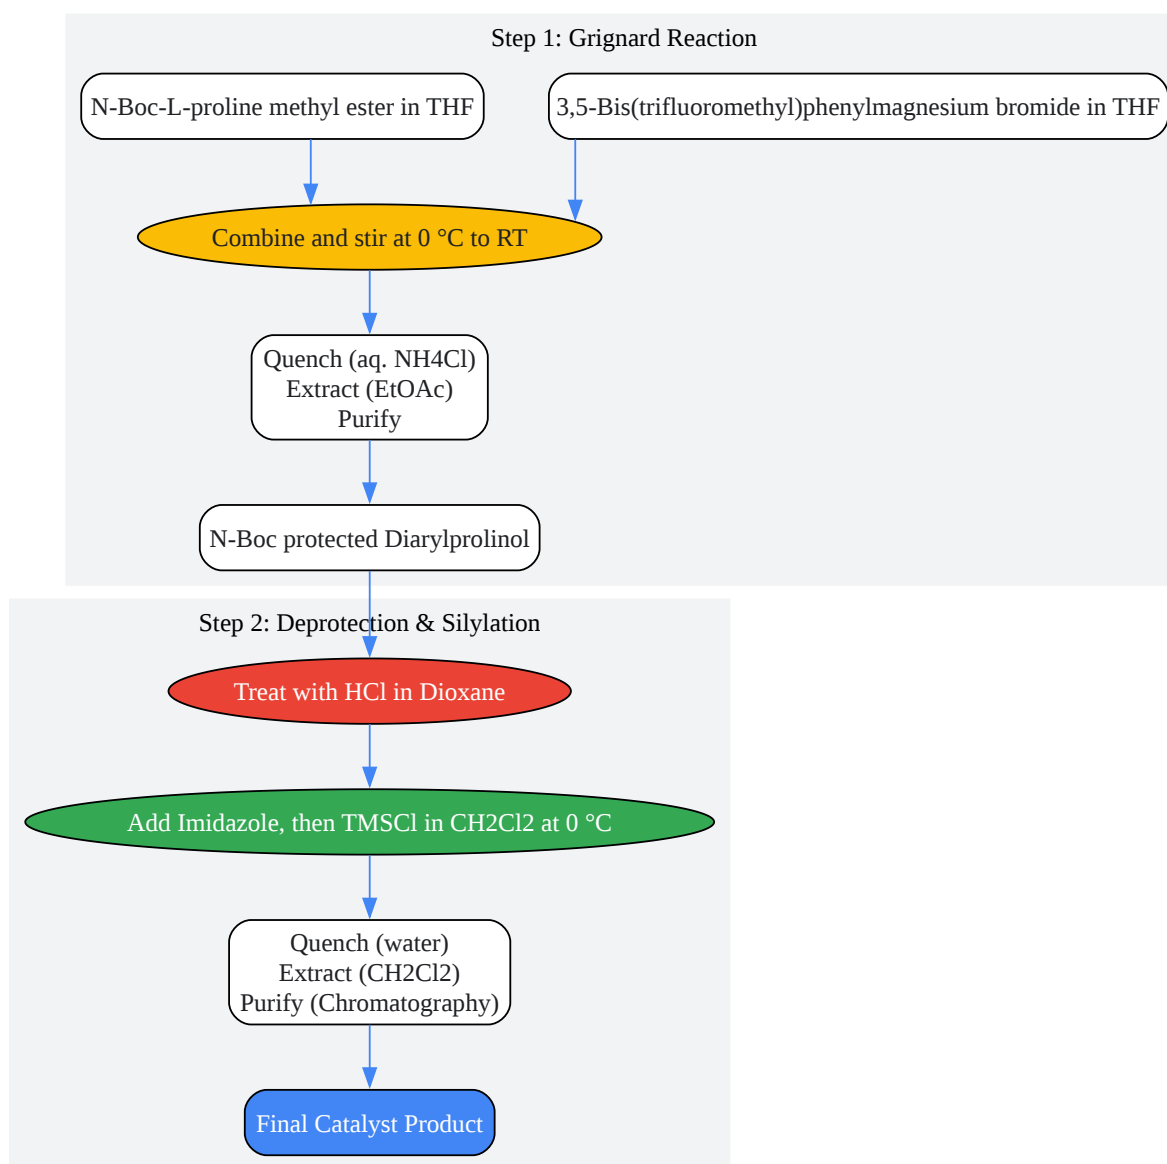 Step 1: Grignard Reaction
N-Boc-L-proline methyl ester in THF
3,5-Bis(trifluoromethyl)phenylmagnesium bromide in THF
Combine and stir at 0 °C to RT
Quench (aq. NH4Cl)
Extract (EtOAc)
Purify
N-Boc protected Diarylprolinol
Step 2: Deprotection & Silylation
Treat with HCl in Dioxane
Add Imidazole, then TMSCl in CH2Cl2 at 0 °C
Quench (water)
Extract (CH2Cl2)
Purify (Chromatography)
Final Catalyst Product